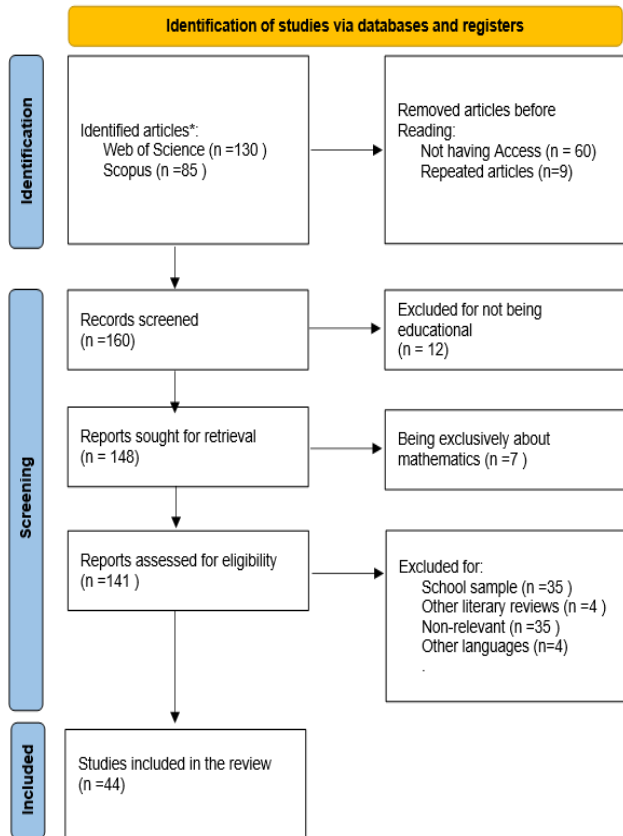 Identification of studies via databases and registers
Identification
Identified articles*:
Web of Science (n =130 )
Scopus (n =85 )
Removed articles before
Reading:
Not having Access (n = 60)
Repeated articles (n=9)
Screening
Records screened
(n =160)
Excluded for not being
educational
(n = 12)
Reports sought for retrieval
(n = 148)
Being exclusively about
mathematics (n =7 )
Reports assessed for eligibility
(n =141 )
Excluded for:
School sample (n =35 )
Other literary reviews (n =4 )
Non-relevant (n =35 )
Other languages (n=4)
.
Included
Studies included in the review
(n =44)